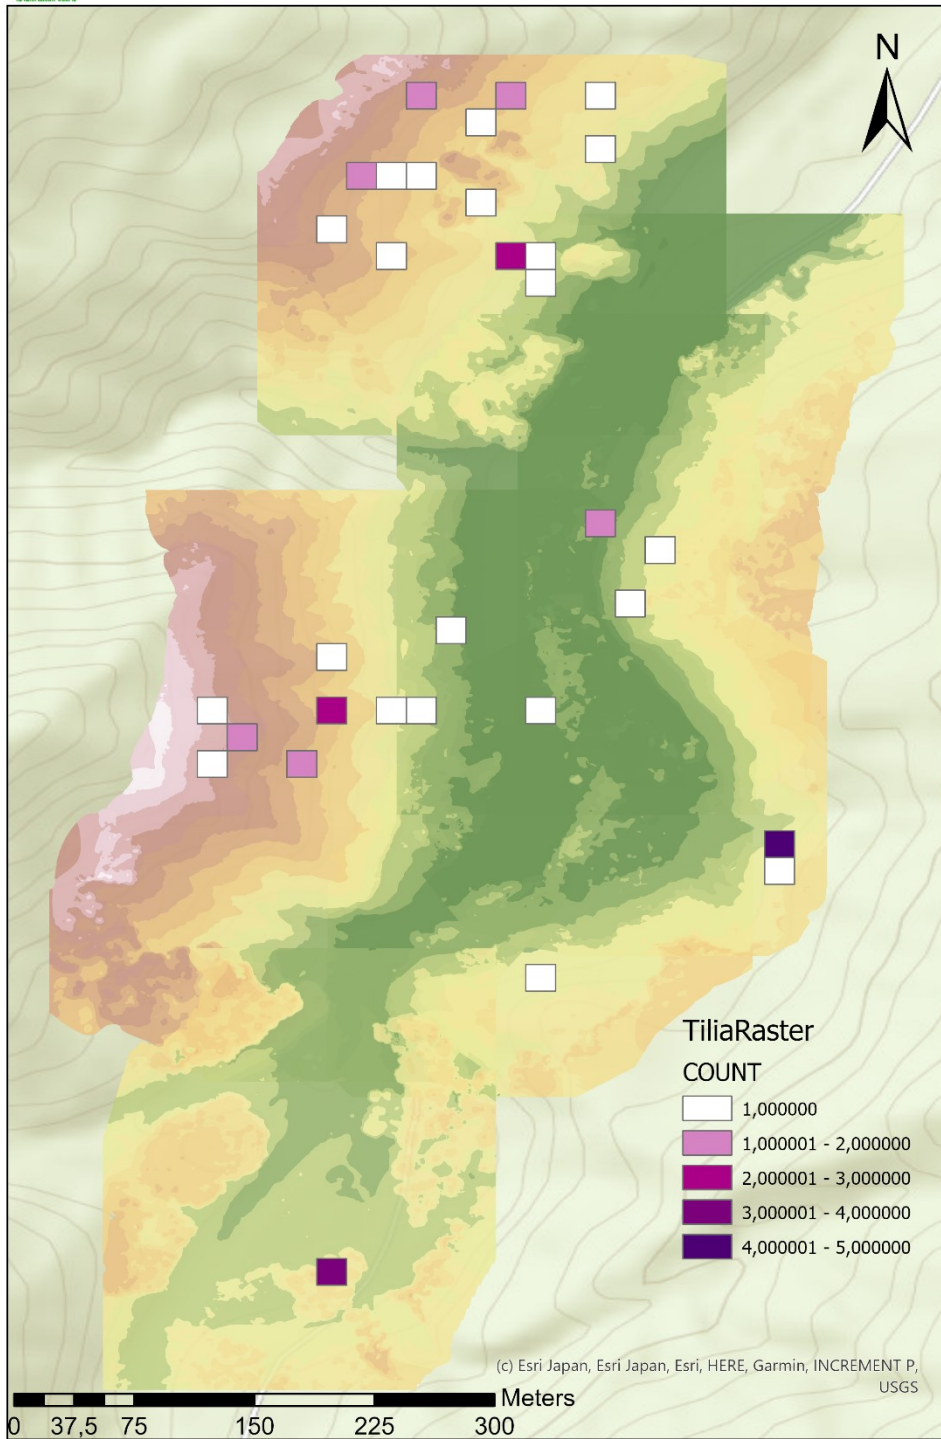 N
TiliaRaster
COUNT
1,000000
1,000001 - 2,000000
2,000001 - 3,000000
3,000001 - 4,000000
4,000001 - 5,000000
(c) Esri Japan, Esri Japan, Esri, HERE, Garmin, INCREMENT P,
USGS
Meters
0 37,5 75 150 225 300